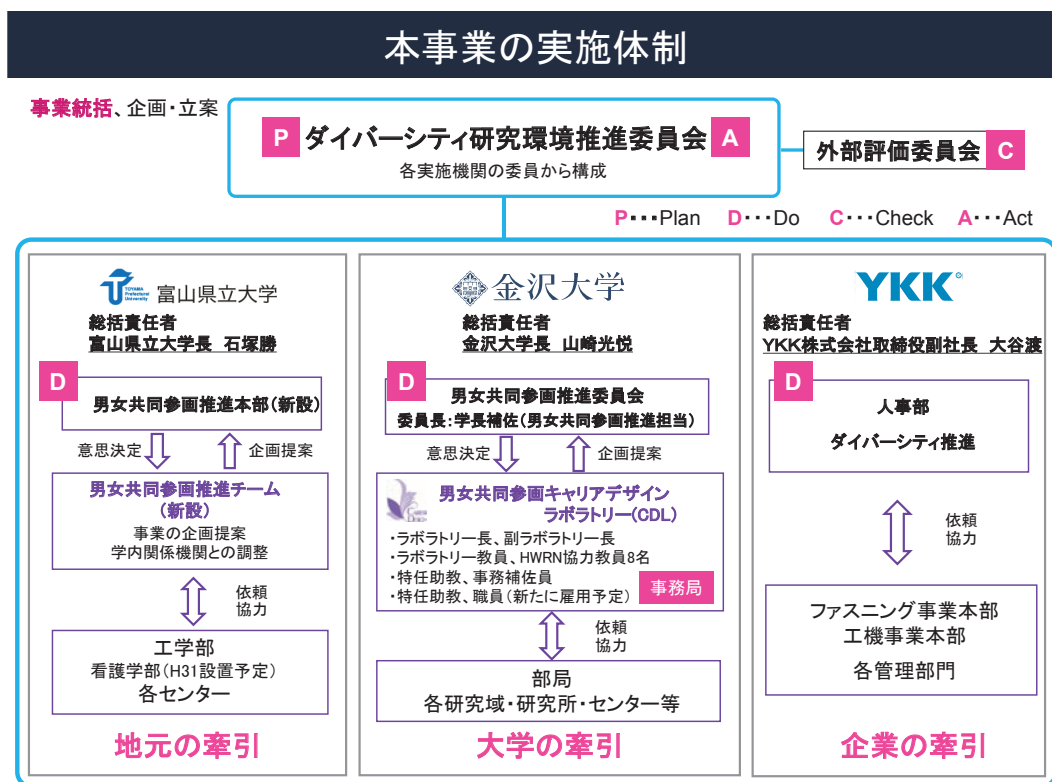 本事業の実施体制
事業統括、企画・立案
P ダイバーシティ研究環境推進委員会 A
各実施機関の委員から構成
外部評価委員会 C
P・・・Plan D・・・Do C・・・Check A・・・Act
TOYAMA
Prefectural
University
富山県立大学
総括責任者
富山県立大学長 石塚勝
D
男女共同参画推進本部(新設)
意思決定 企画提案
男女共同参画推進チーム
(新設)
事業の企画提案
学内関係機関との調整
依頼
協力
工学部
看護学部(H31設置予定)
各センター
地元の牽引
金沢大学
総括責任者
金沢大学長 山崎光悦
D
男女共同参画推進委員会
委員長:学長補佐(男女共同参画推進担当)
意思決定 企画提案
男女共同参画キャリアデザイン
ラボラトリー(CDL)
・ラボラトリー長、副ラボラトリー長
・ラボラトリー教員、HWRN協力教員8名
・特任助教、事務補佐員
・特任助教、職員(新たに雇用予定)
事務局
依頼
協力
部局
各研究域・研究所・センター等
大学の牽引
YKK®
総括責任者
YKK株式会社取締役副社長 大谷渡
D
人事部
ダイバーシティ推進
依頼
協力
ファスニング事業本部
工機事業本部
各管理部門
企業の牽引